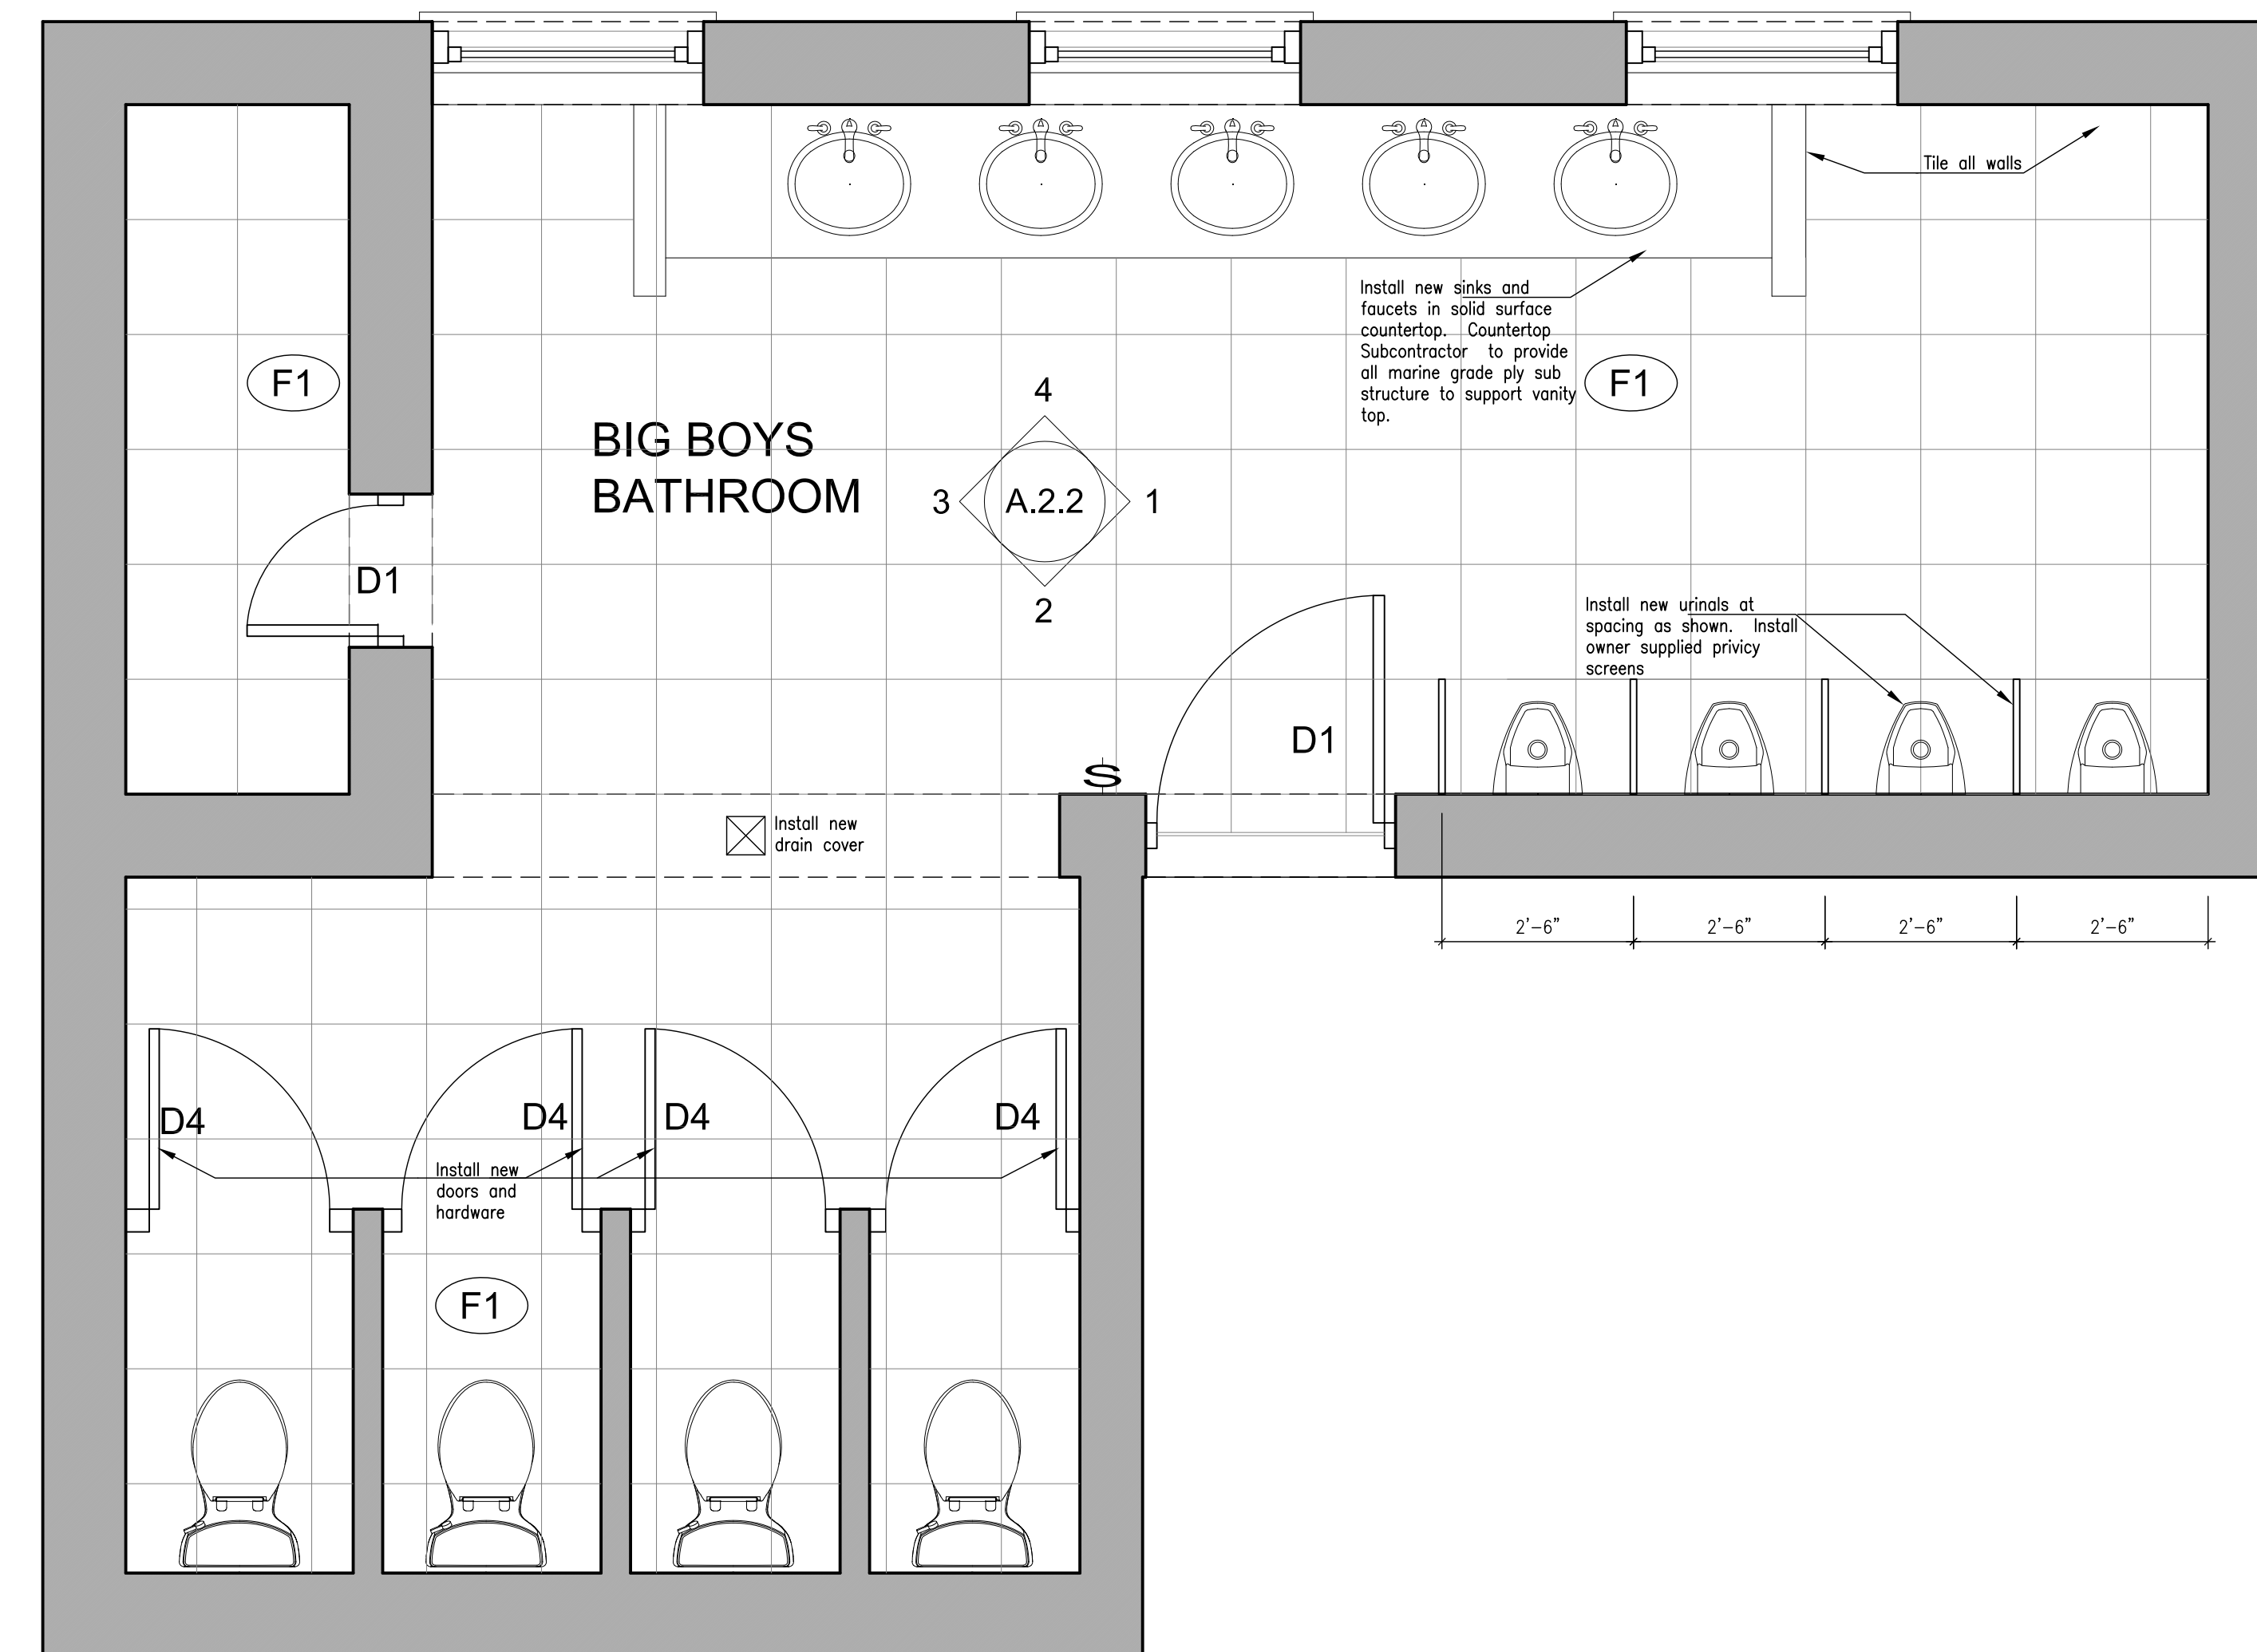 Tile all walls
Install new sinks and
faucets in solid surface
countertop.  Countertop
Subcontractor  to provide
all marine grade ply sub
structure to support vanity
top.
F1
F1
4
BIG BOYS
BATHROOM
3
A.2.2
1
2
D1
Install new urinals at
spacing as shown.  Install
owner supplied privicy
screens
D1
S
Install new
drain cover
2'-6"
2'-6"
2'-6"
2'-6"
D4
D4
D4
D4
Install new
doors and
hardware
F1